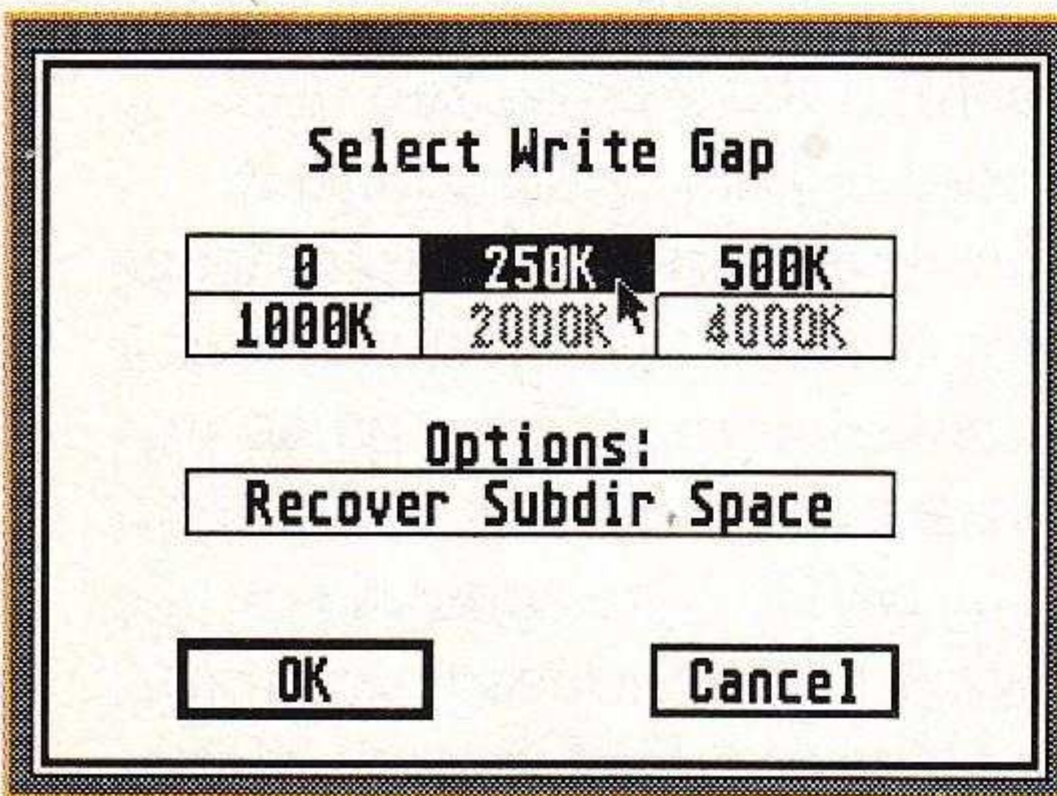 Select Write Gap
0 250K 500K
1000K 2000K 4000K
Options:
Recover Subdir Space
OK Cancel